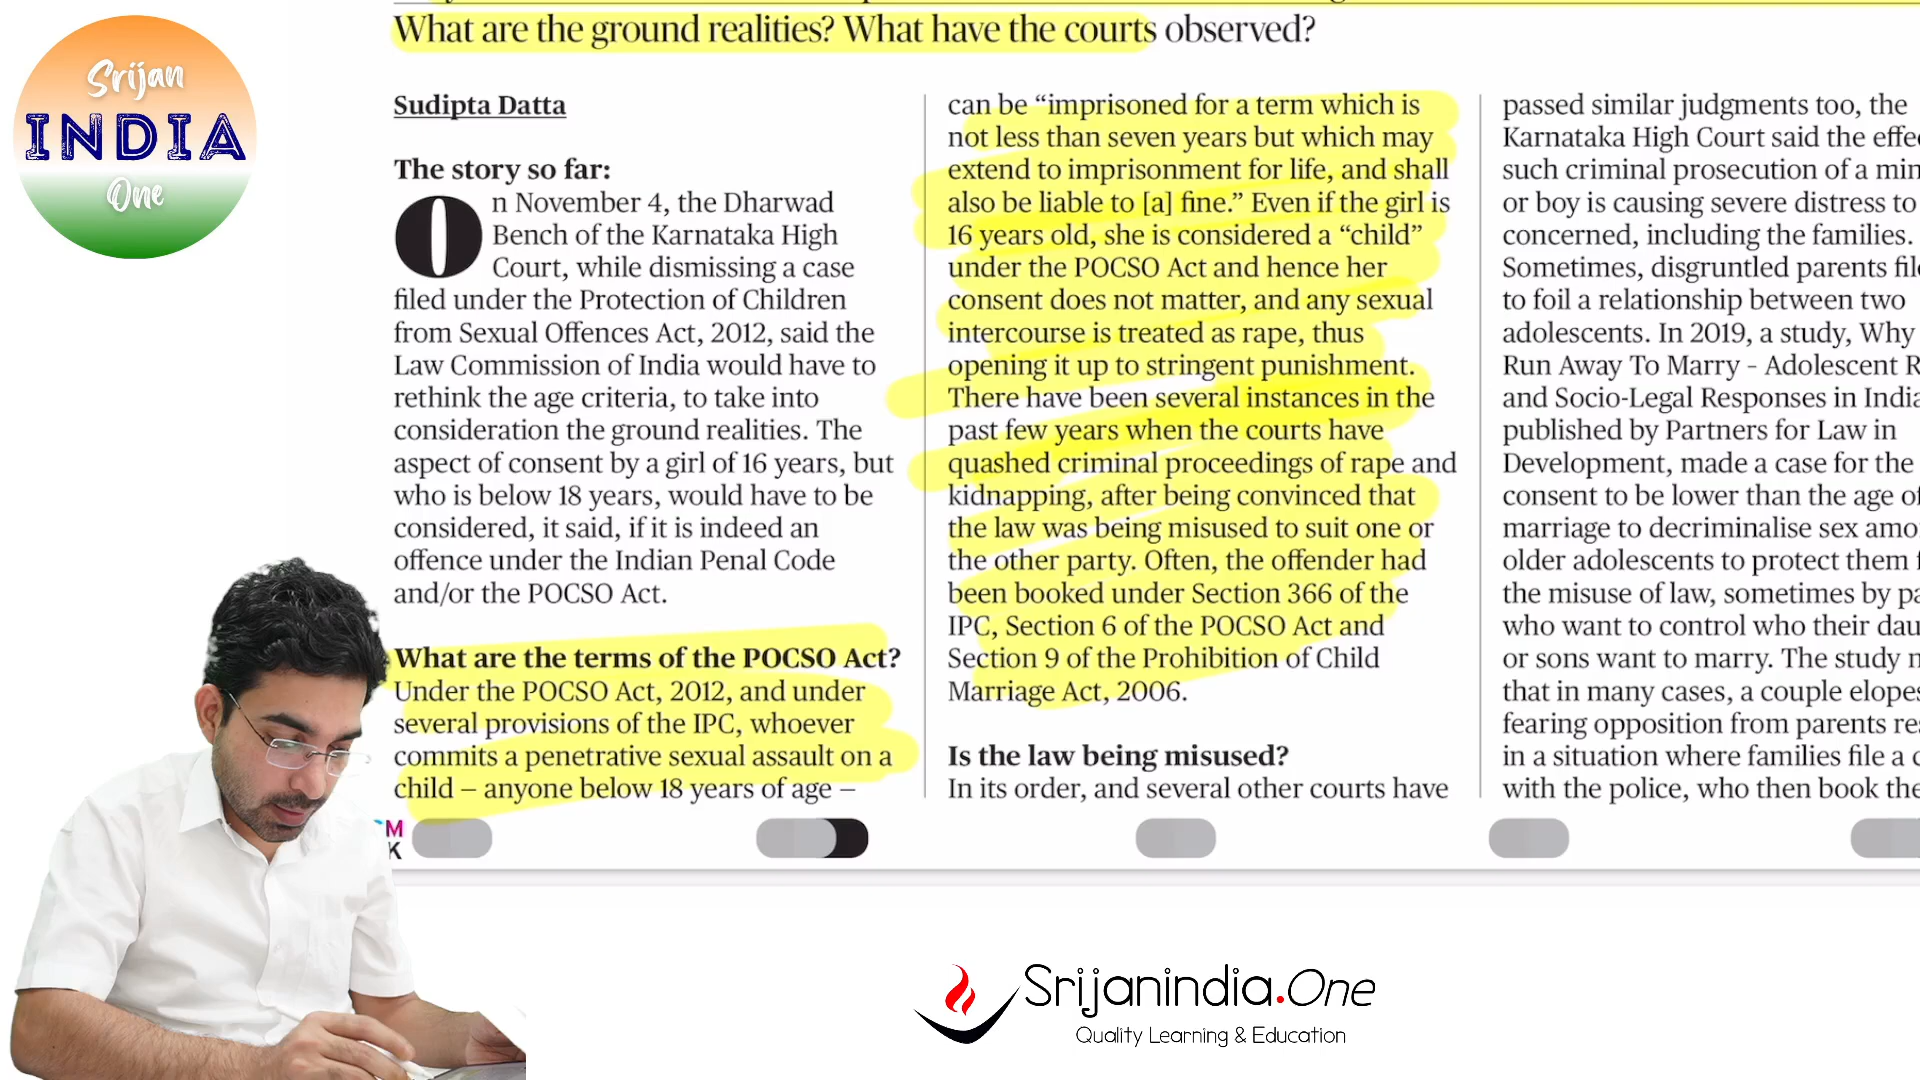 Srijan
INDIA
One
What are the ground realities? What have the courts observed?
Sudipta Datta
The story so far:
On November 4, the Dharwad
Bench of the Karnataka High
Court, while dismissing a case
filed under the Protection of Children
from Sexual Offences Act, 2012, said the
Law Commission of India would have to
rethink the age criteria, to take into
consideration the ground realities. The
aspect of consent by a girl of 16 years, but
who is below 18 years, would have to be
considered, it said, if it is indeed an
offence under the Indian Penal Code
and/or the POCSO Act.
What are the terms of the POCSO Act?
Under the POCSO Act, 2012, and under
several provisions of the IPC, whoever
commits a penetrative sexual assault on a
child – anyone below 18 years of age –
can be “imprisoned for a term which is
not less than seven years but which may
extend to imprisonment for life, and shall
also be liable to [a] fine.” Even if the girl is
16 years old, she is considered a “child”
under the POCSO Act and hence her
consent does not matter, and any sexual
intercourse is treated as rape, thus
opening it up to stringent punishment.
There have been several instances in the
past few years when the courts have
quashed criminal proceedings of rape and
kidnapping, after being convinced that
the law was being misused to suit one or
the other party. Often, the offender had
been booked under Section 366 of the
IPC, Section 6 of the POCSO Act and
Section 9 of the Prohibition of Child
Marriage Act, 2006.
Is the law being misused?
In its order, and several other courts have
passed similar judgments too, the
Karnataka High Court said the
such criminal prosecution of a
or boy is causing severe distress to
concerned, including the families.
Sometimes, disgruntled parents
to foil a relationship between two
adolescents. In 2019, a study, Why
Run Away To Marry - Adolescent
and Socio-Legal Responses in
published by Partners for Law in
Development, made a case for the
consent to be lower than the age
marriage to decriminalise sex
older adolescents to protect them
the misuse of law, sometimes by
who want to control who their
or sons want to marry. The study
that in many cases, a couple
fearing opposition from parents
in a situation where families file a
with the police, who then book
M
K
Srijanindia.One
Quality Learning & Education